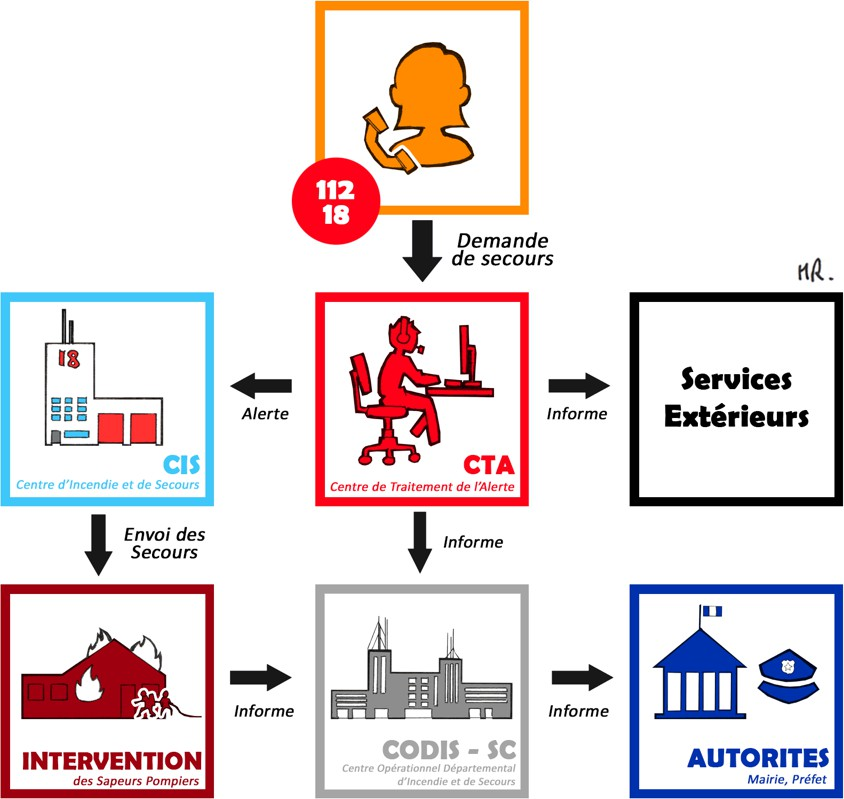 112
18
Demande
de secours
MR.
18
CIS
Centre d'Incendie et de Secours
Alerte
CTA
Centre de Traitement de l'Alerte
Informe
Services
Extérieurs
Envoi des
Secours
Informe
INTERVENTION
des Sapeurs Pompiers
Informe
CODIS - SC
Centre Opérationnel Départemental
d'Incendie et de Secours
Informe
AUTORITES
Mairie, Préfet